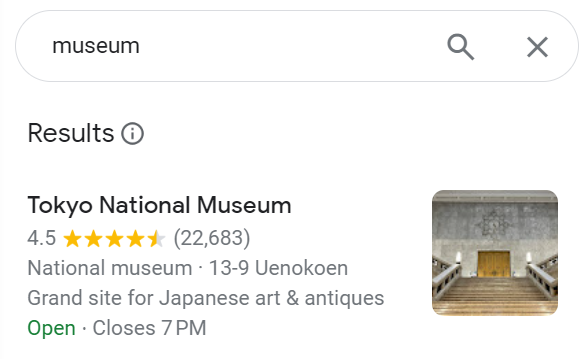 museum
Results
Tokyo National Museum
4.5 (22,683)
National museum · 13-9 Uenokoen
Grand site for Japanese art & antiques
Open · Closes 7 PM